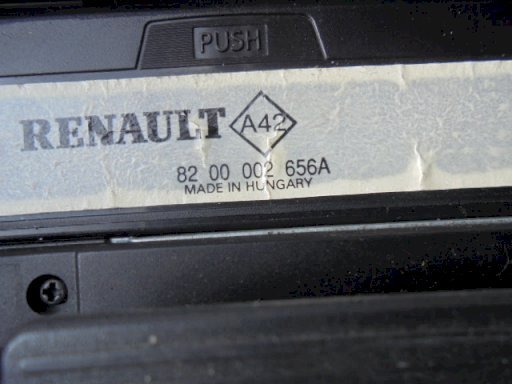 PUSH
RENAULT A42
82 00 002 656A
MADE IN HUNGARY